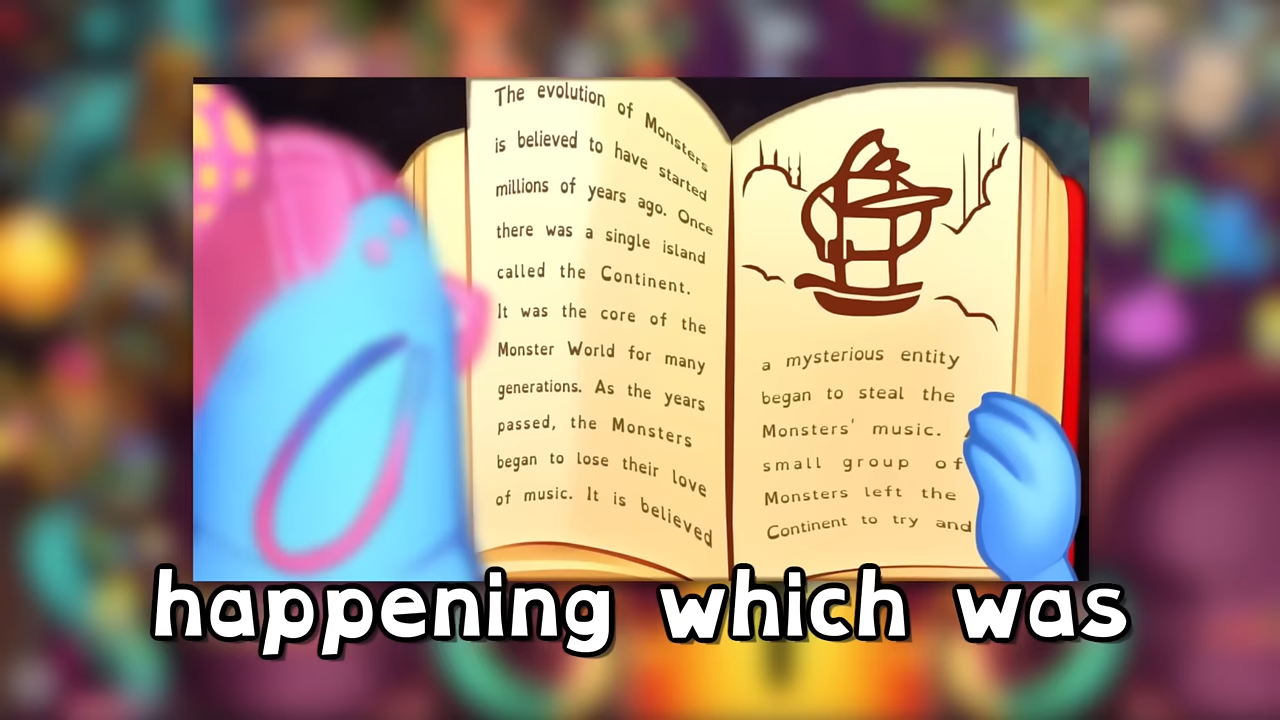 The evolution of Monsters
is believed to have started
millions of years ago. Once
there was a single island
called the Continent.
It was the core of the
Monster World for many
generations. As the years
passed, the Monsters
began to lose their love
of music. It is believed
a mysterious entity
began to steal the
Monsters' music.
small group of
Monsters left the
Continent to try and
happening which was